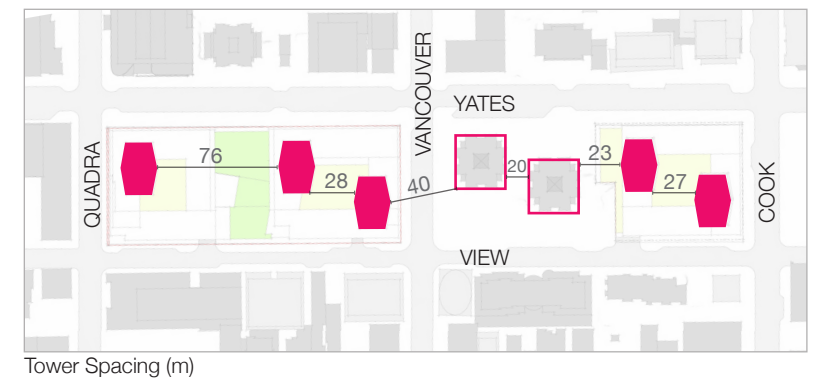 VANCOUVER
YATES
QUADRA
76
28
40
20
23
27
COOK
VIEW
Tower Spacing (m)